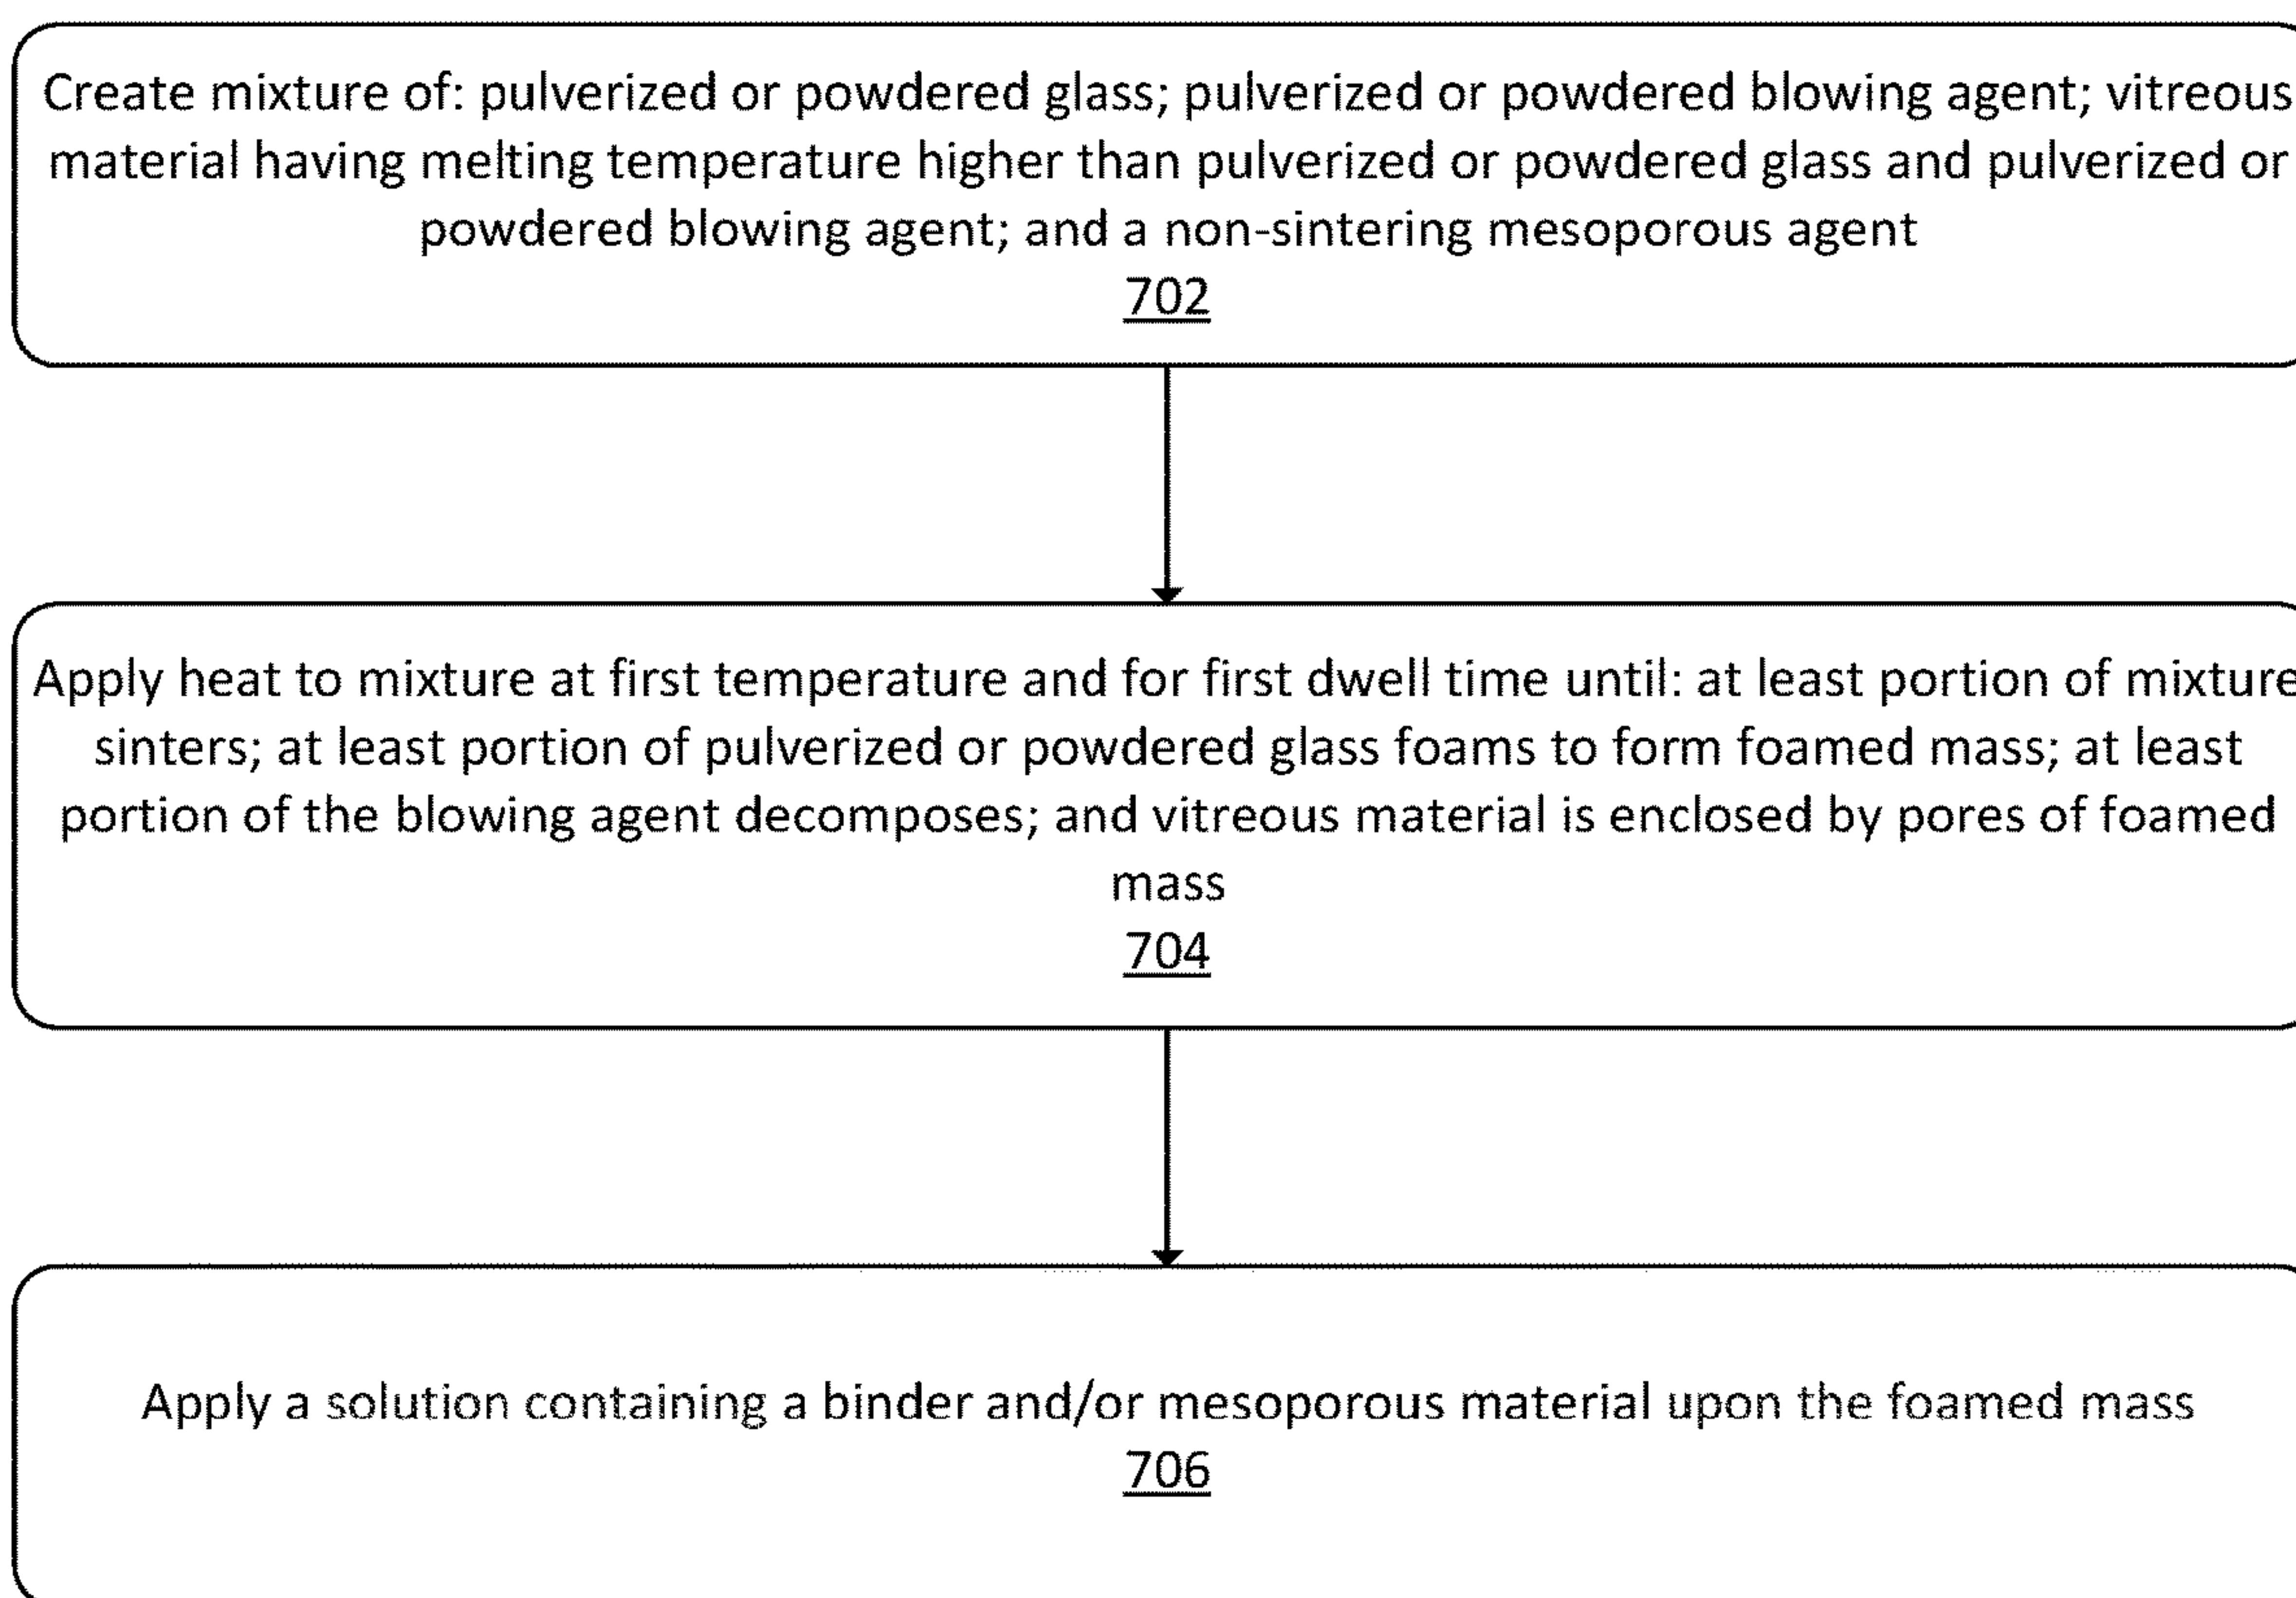 Create mixture of: pulverized or powdered glass; pulverized or powdered blowing agent; vitreous
material having melting temperature higher than pulverized or powdered glass and pulverized or
powdered blowing agent; and a non-sintering mesoporous agent
702
Apply heat to mixture at first temperature and for first dwell time until: at least portion of mixture
sinters; at least portion of pulverized or powdered glass foams to form foamed mass; at least
portion of the blowing agent decomposes; and vitreous material is enclosed by pores of foamed
mass
704
Apply a solution containing a binder and/or mesoporous material upon the foamed mass
706